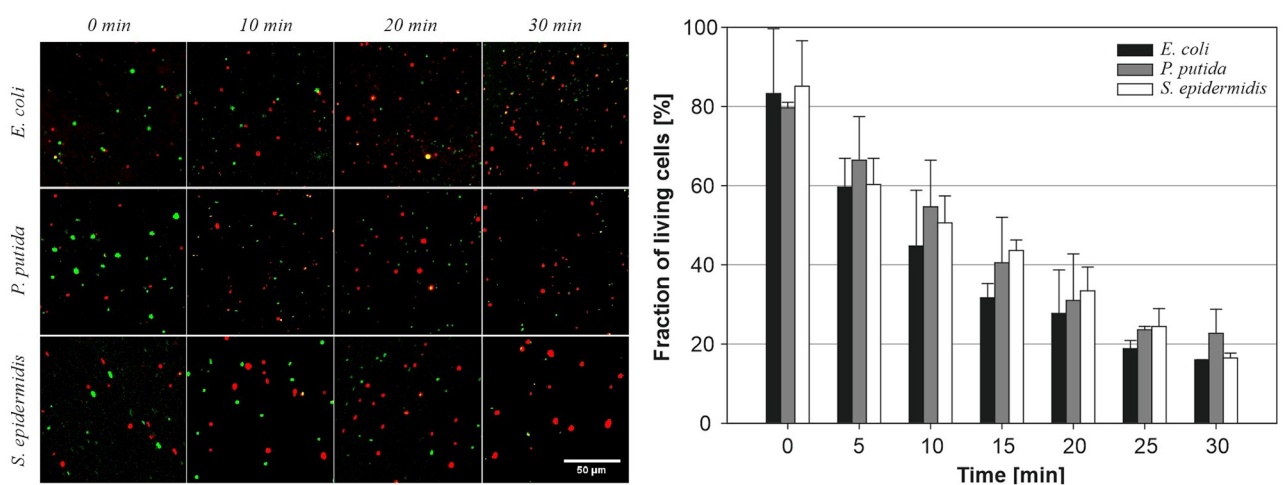 0 min 10 min 20 min 30 min
E. coli
P. putida
S. epidermidis
50 µm
Fraction of living cells [%]
100
80
60
40
20
0
E. coli
P. putida
S. epidermidis
0 5 10 15 20 25 30
Time [min]